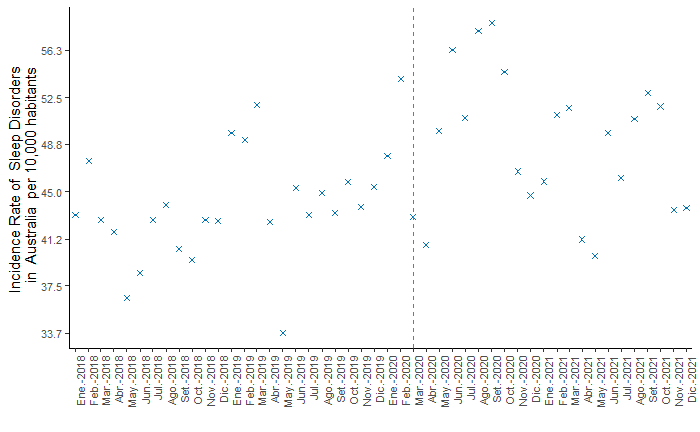 Incidence Rate of Sleep Disorders
in Australia per 10,000 habitants
56.3
52.5
48.8
45.0
41.2
37.5
33.7
Ene.-2018
Feb.-2018
Mar.-2018
Abr.-2018
May.-2018
Jun.-2018
Jul.-2018
Ago.-2018
Set.-2018
Oct.-2018
Nov.-2018
Dic.-2018
Ene.-2019
Feb.-2019
Mar.-2019
Abr.-2019
May.-2019
Jun.-2019
Jul.-2019
Ago.-2019
Set.-2019
Oct.-2019
Nov.-2019
Dic.-2019
Ene.-2020
Feb.-2020
Mar.-2020
Abr.-2020
May.-2020
Jun.-2020
Jul.-2020
Ago.-2020
Set.-2020
Oct.-2020
Nov.-2020
Dic.-2020
Ene.-2021
Feb.-2021
Mar.-2021
Abr.-2021
May.-2021
Jun.-2021
Jul.-2021
Ago.-2021
Set.-2021
Oct.-2021
Nov.-2021
Dic.-2021